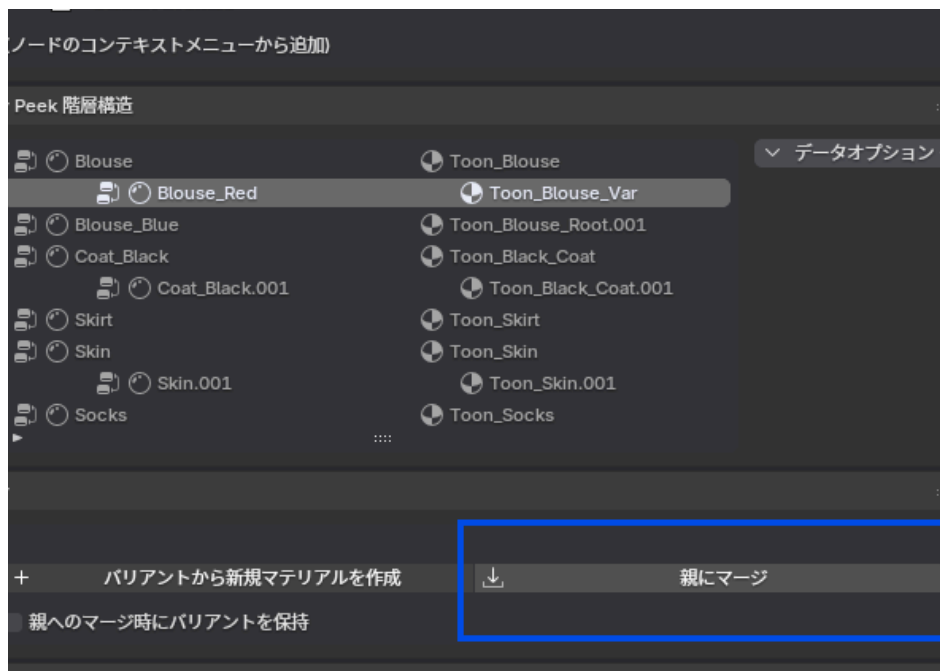 (ノードのコンテキストメニューから追加)
Peek 階層構造
Blouse Toon_Blouse データオプション
Blouse_Red Toon_Blouse_Var
Blouse_Blue Toon_Blouse_Root.001
Coat_Black Toon_Black_Coat
Coat_Black.001 Toon_Black_Coat.001
Skirt Toon_Skirt
Skin Toon_Skin
Skin.001 Toon_Skin.001
Socks Toon_Socks
バリアントから新規マテリアルを作成 親にマージ
親へのマージ時にバリアントを保持